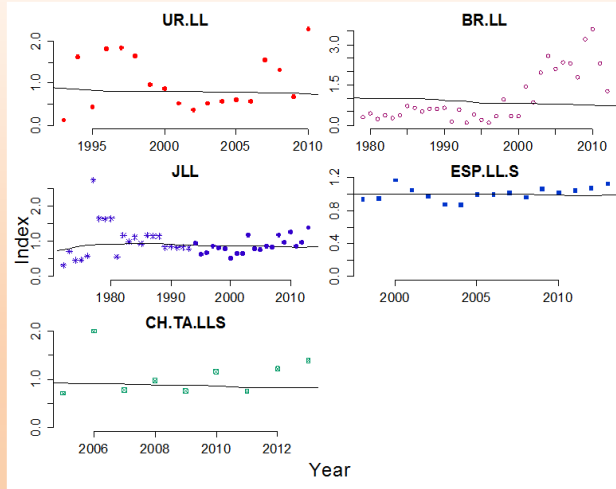 UR.LL
0.0 1.0 2.0
1995 2000 2005 2010
BR.LL
0.0 1.5 3.0
1980 1990 2000 2010
JLL
0.0 1.0 2.0
1980 1990 2000 2010
ESP.LL.S
0.0 0.4 0.8 1.2
2000 2005 2010
CH.TA.LLS
0.0 1.0 2.0
2006 2008 2010 2012
Index
Year